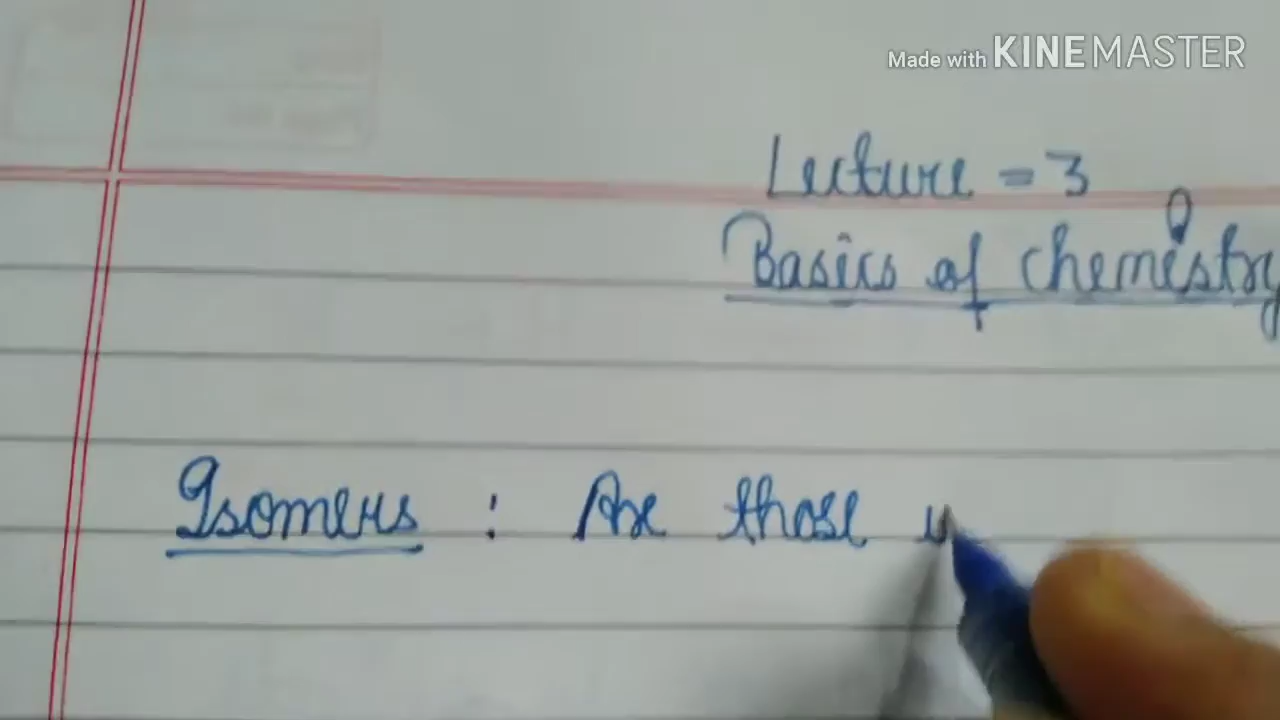 Made with KINEMASTER
Lecture = 3
Basics of chemistry
Isomers : Are those